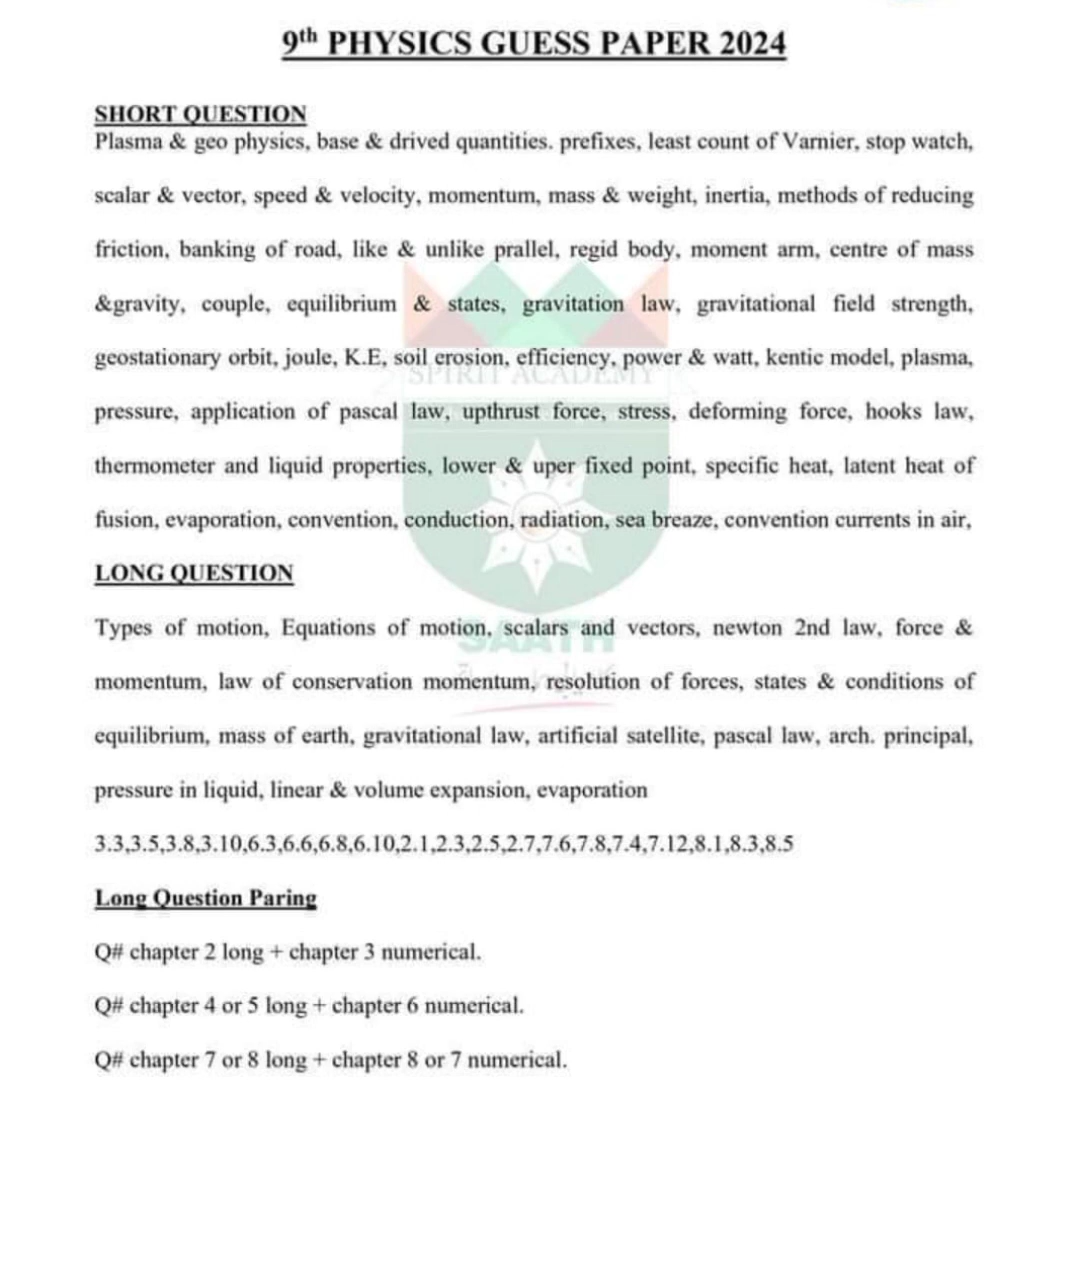 9th PHYSICS GUESS PAPER 2024
SHORT QUESTION
Plasma & geo physics, base & drived quantities. prefixes, least count of Varnier, stop watch,
scalar & vector, speed & velocity, momentum, mass & weight, inertia, methods of reducing
friction, banking of road, like & unlike prallel, regid body, moment arm, centre of mass
&gravity, couple, equilibrium & states, gravitation law, gravitational field strength,
geostationary orbit, joule, K.E, soil erosion, efficiency, power & watt, kentic model, plasma,
SPIRIT ACADEMY
pressure, application of pascal law, upthrust force, stress, deforming force, hooks law,
thermometer and liquid properties, lower & uper fixed point, specific heat, latent heat of
fusion, evaporation, convention, conduction, radiation, sea breaze, convention currents in air,
LONG QUESTION
Types of motion, Equations of motion, scalars and vectors, newton 2nd law, force &
SAATH
momentum, law of conservation momentum, resolution of forces, states & conditions of
equilibrium, mass of earth, gravitational law, artificial satellite, pascal law, arch. principal,
pressure in liquid, linear & volume expansion, evaporation
3.3,3.5,3.8,3.10,6.3,6.6,6.8,6.10,2.1,2.3,2.5,2.7,7.6,7.8,7.4,7.12,8.1,8.3,8.5
Long Question Paring
Q# chapter 2 long + chapter 3 numerical.
Q# chapter 4 or 5 long + chapter 6 numerical.
Q# chapter 7 or 8 long + chapter 8 or 7 numerical.